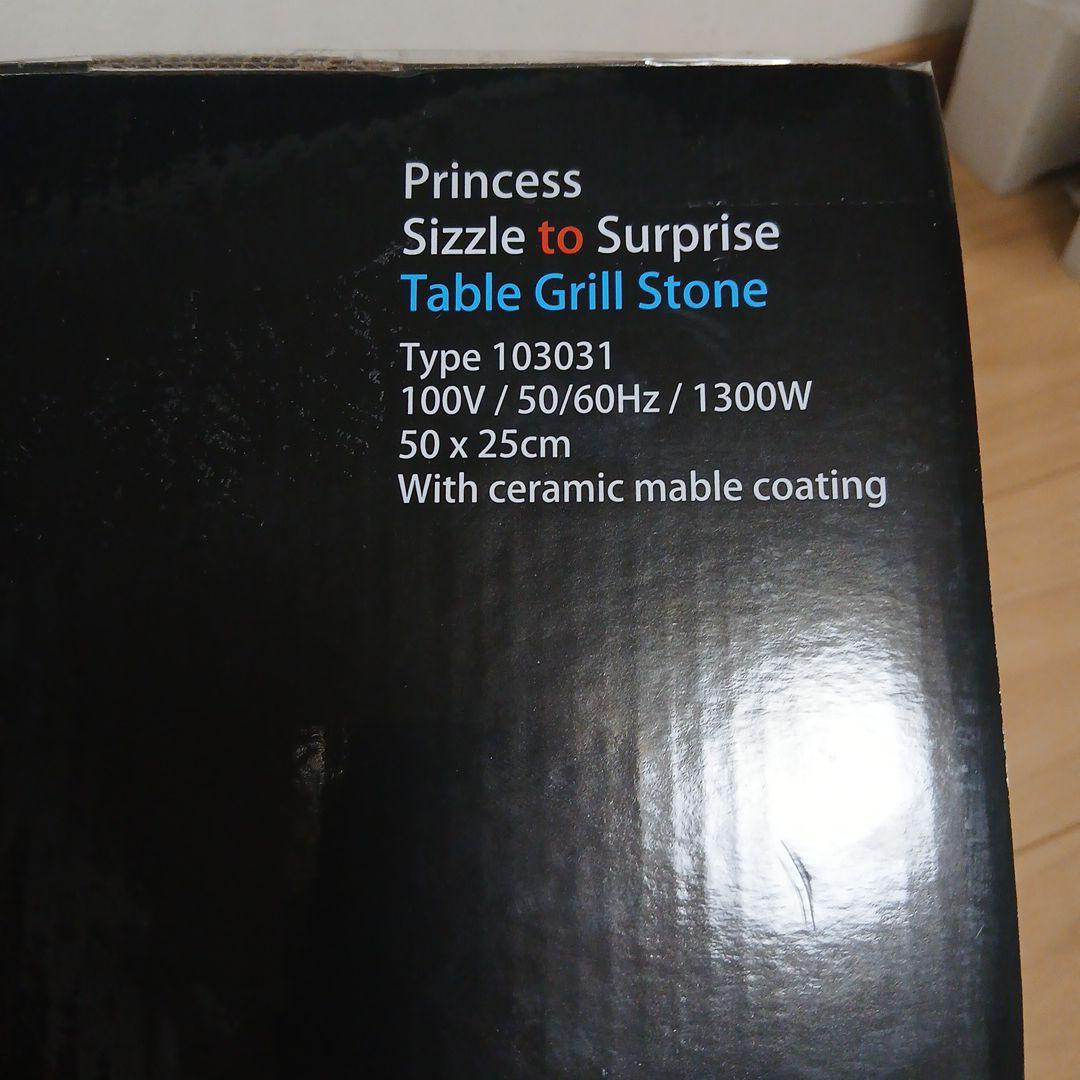 Princess
Sizzle to Surprise
Table Grill Stone
Type 103031
100V / 50/60Hz / 1300W
50 x 25cm
With ceramic mable coating